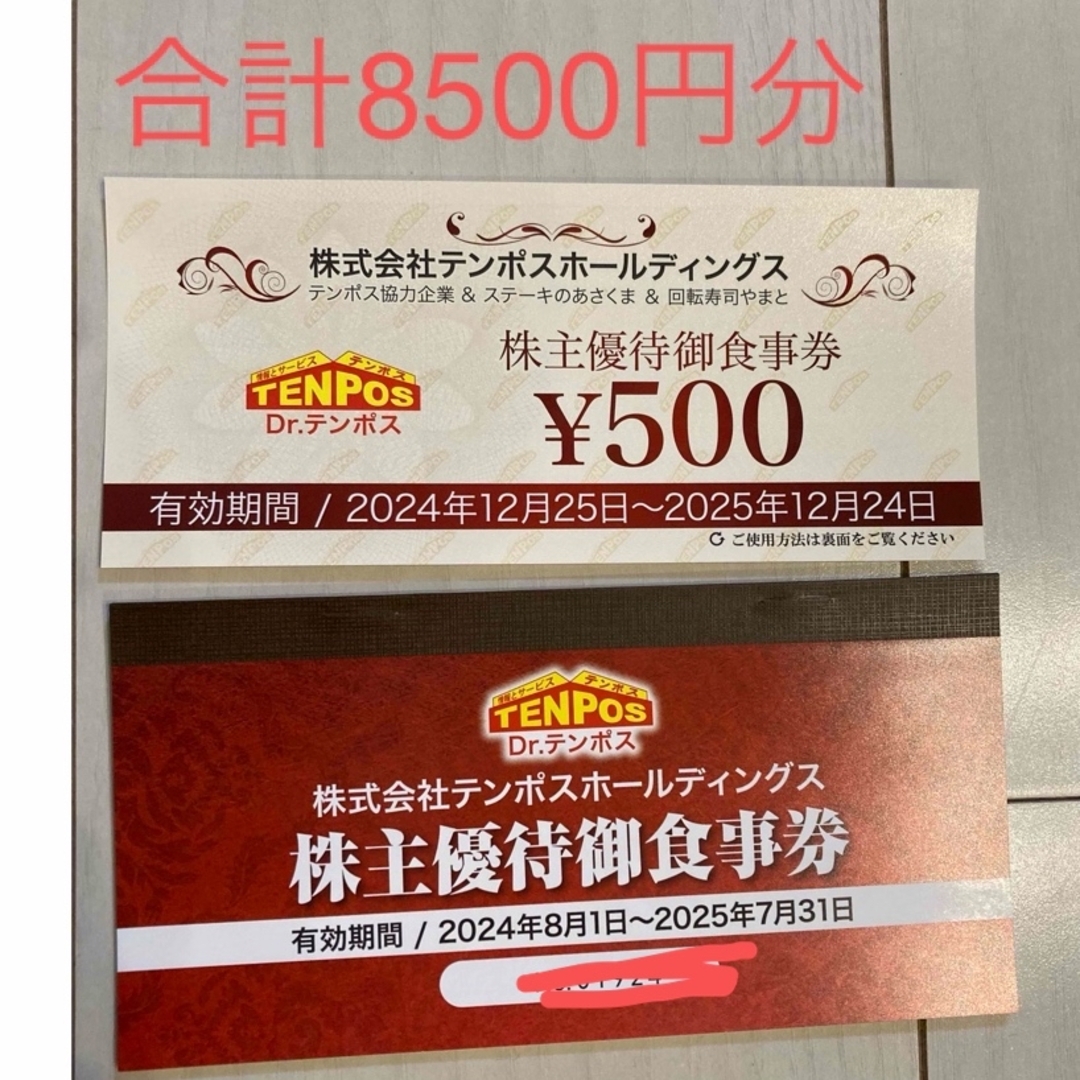 合計8500円分
株式会社テンポスホールディングス
テンポス協力企業 & ステーキのあさくま & 回転寿司やまと
株主優待御食事券
¥500
情報とサービス テンポス
TENPOS
Dr.テンポス
有効期間 / 2024年12月25日～2025年12月24日
ご使用方法は裏面をご覧ください
情報とサービス テンポス
TENPOS
Dr.テンポス
株式会社テンポスホールディングス
株主優待御食事券
有効期間 / 2024年8月1日～2025年7月31日